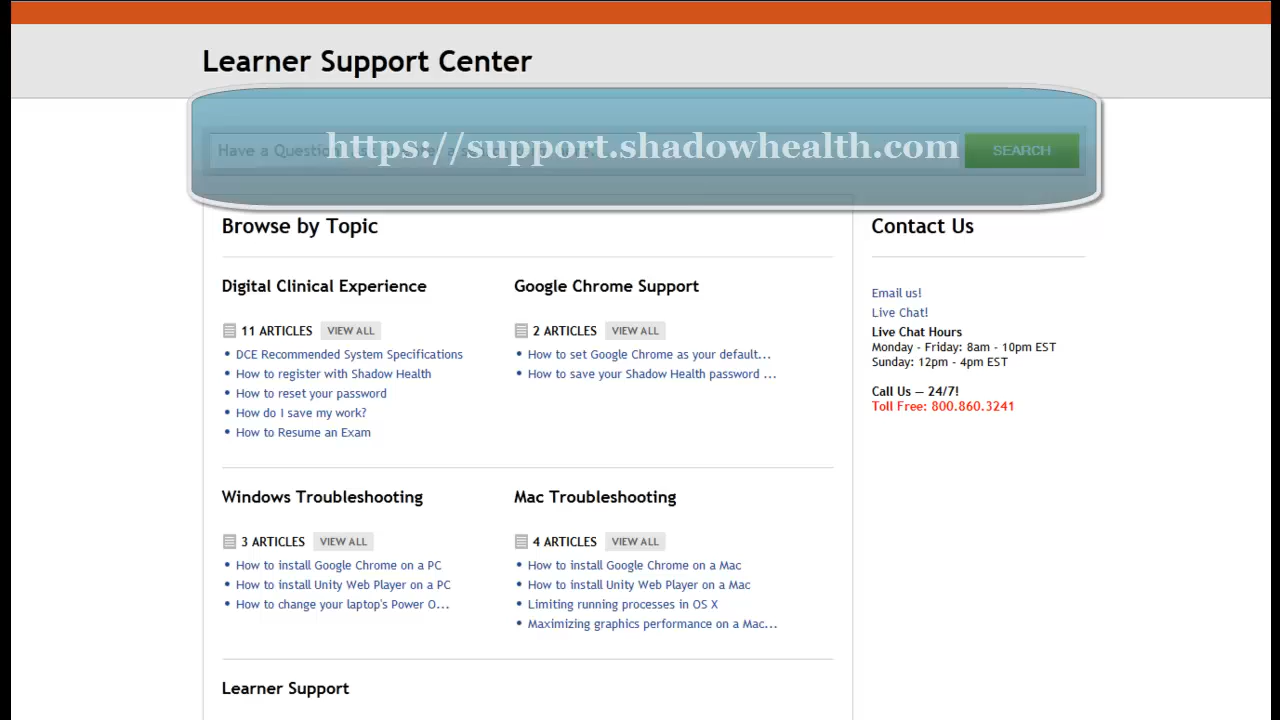 Learner Support Center
https://support.shadowhealth.com
Have a Question
SEARCH
Browse by Topic
Digital Clinical Experience
11 ARTICLES VIEW ALL
• DCE Recommended System Specifications
• How to register with Shadow Health
• How to reset your password
• How do I save my work?
• How to Resume an Exam
Google Chrome Support
2 ARTICLES VIEW ALL
• How to set Google Chrome as your default...
• How to save your Shadow Health password ...
Windows Troubleshooting
3 ARTICLES VIEW ALL
• How to install Google Chrome on a PC
• How to install Unity Web Player on a PC
• How to change your laptop's Power O...
Mac Troubleshooting
4 ARTICLES VIEW ALL
• How to install Google Chrome on a Mac
• How to install Unity Web Player on a Mac
• Limiting running processes in OS X
• Maximizing graphics performance on a Mac...
Learner Support
Contact Us
Email us!
Live Chat!
Live Chat Hours
Monday - Friday: 8am - 10pm EST
Sunday: 12pm - 4pm EST
Call Us — 24/7!
Toll Free: 800.860.3241